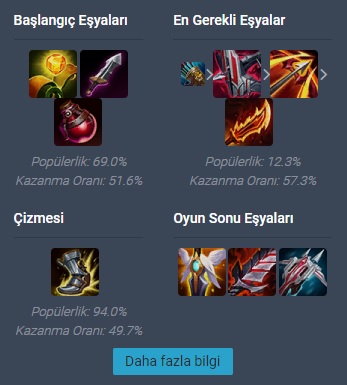 Başlangıç Eşyaları
Popülerlik: 69.0%
Kazanma Oranı: 51.6%
En Gerekli Eşyalar
Popülerlik: 12.3%
Kazanma Oranı: 57.3%
Çizmesi
Popülerlik: 94.0%
Kazanma Oranı: 49.7%
Oyun Sonu Eşyaları
Daha fazla bilgi